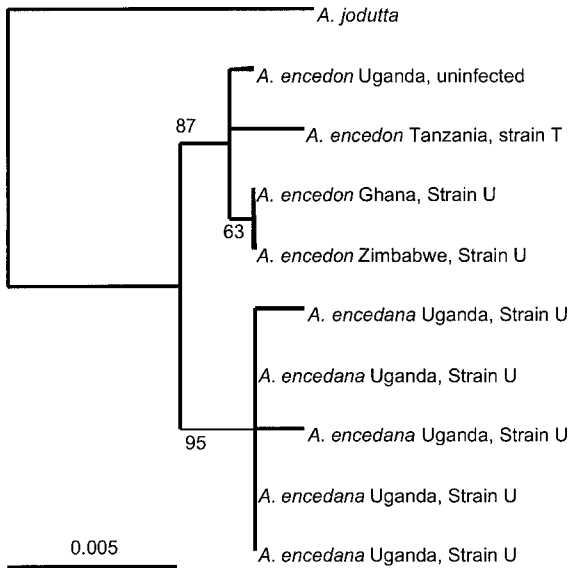 A. jodutta
A. encedon Uganda, uninfected
87
A. encedon Tanzania, strain T
A. encedon Ghana, Strain U
63
A. encedon Zimbabwe, Strain U
A. encedana Uganda, Strain U
A. encedana Uganda, Strain U
A. encedana Uganda, Strain U
95
A. encedana Uganda, Strain U
0.005
A. encedana Uganda, Strain U